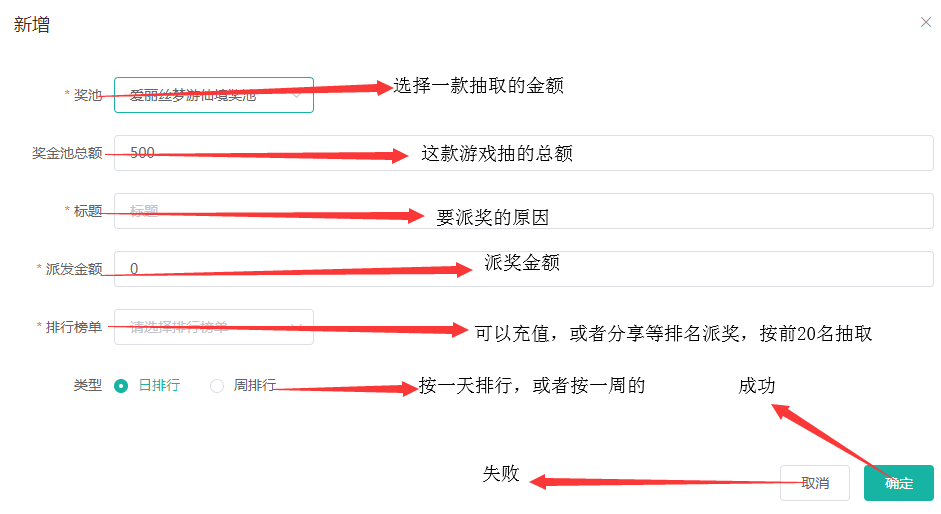 新增
* 奖池 爱丽丝梦游仙境奖池 选择一款抽取的金额
奖金池总额 500 这款游戏抽的总额
* 标题 标题 要派奖的原因
* 派发金额 0 派奖金额
* 排行榜单 请选择排行榜单 可以充值，或者分享等排名派奖，按前20名抽取
类型 日排行 周排行 按一天排行，或者按一周的 成功
失败 取消 确定